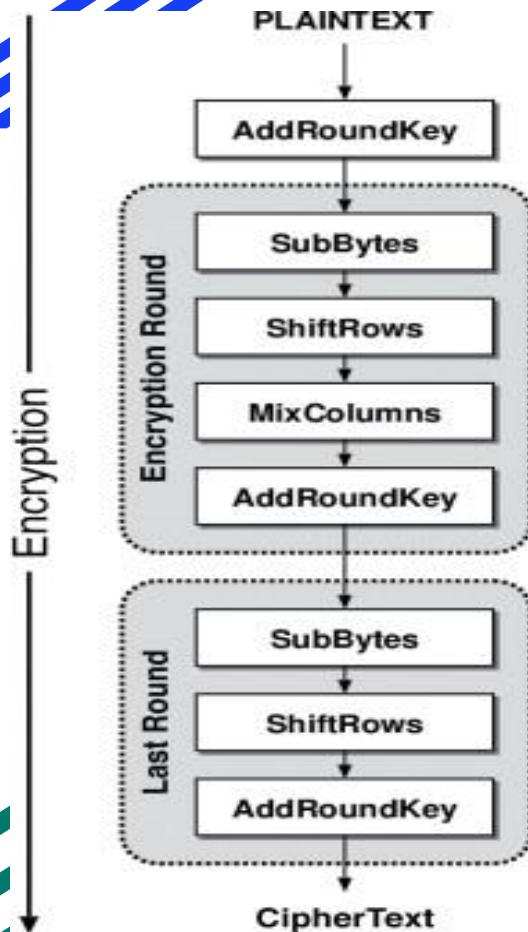 PLAINTEXT
AddRoundKey
Encryption Round
SubBytes
ShiftRows
MixColumns
AddRoundKey
Encryption
Last Round
SubBytes
ShiftRows
AddRoundKey
CipherText